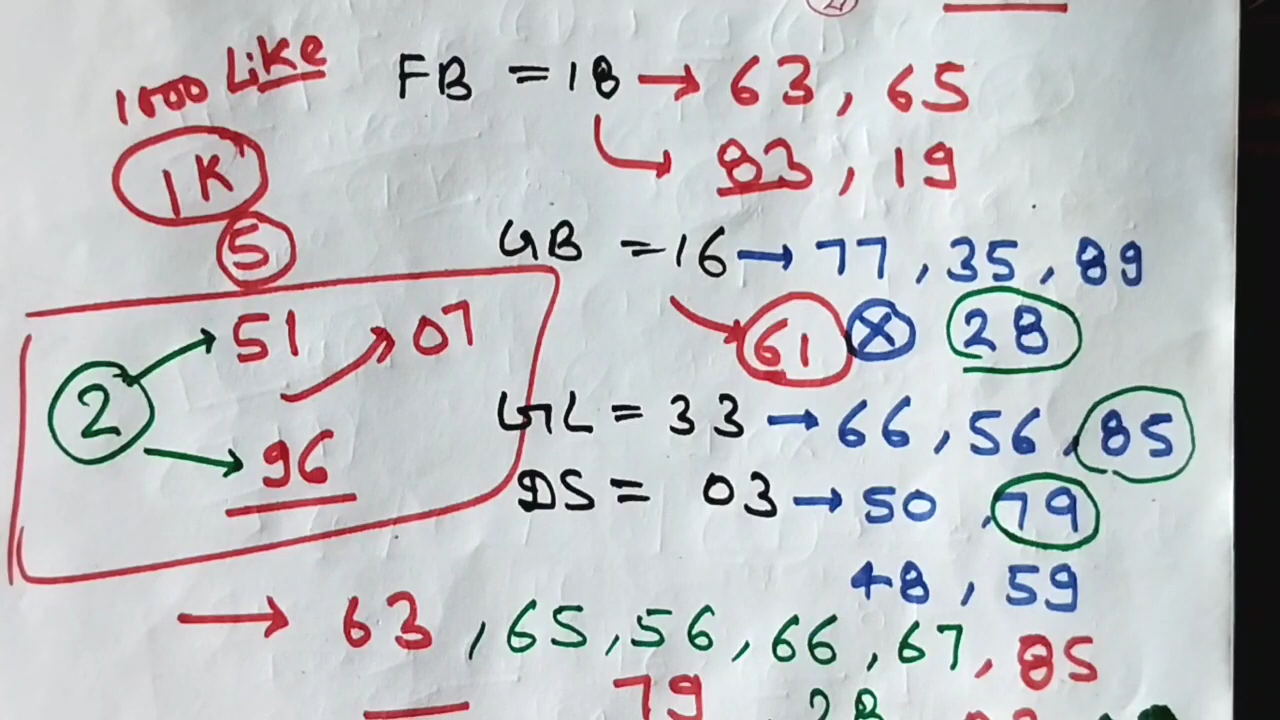 1000 Like
1K
5
FB = 18 → 63, 65
83, 19
GB = 16 → 77, 35, 89
61 X 28
GL = 33 → 66, 56, 85
DS = 03 → 50, 79
48, 59
2 → 51 → 07
→ 96
→ 63, 65, 56, 66, 67, 85
79, 28